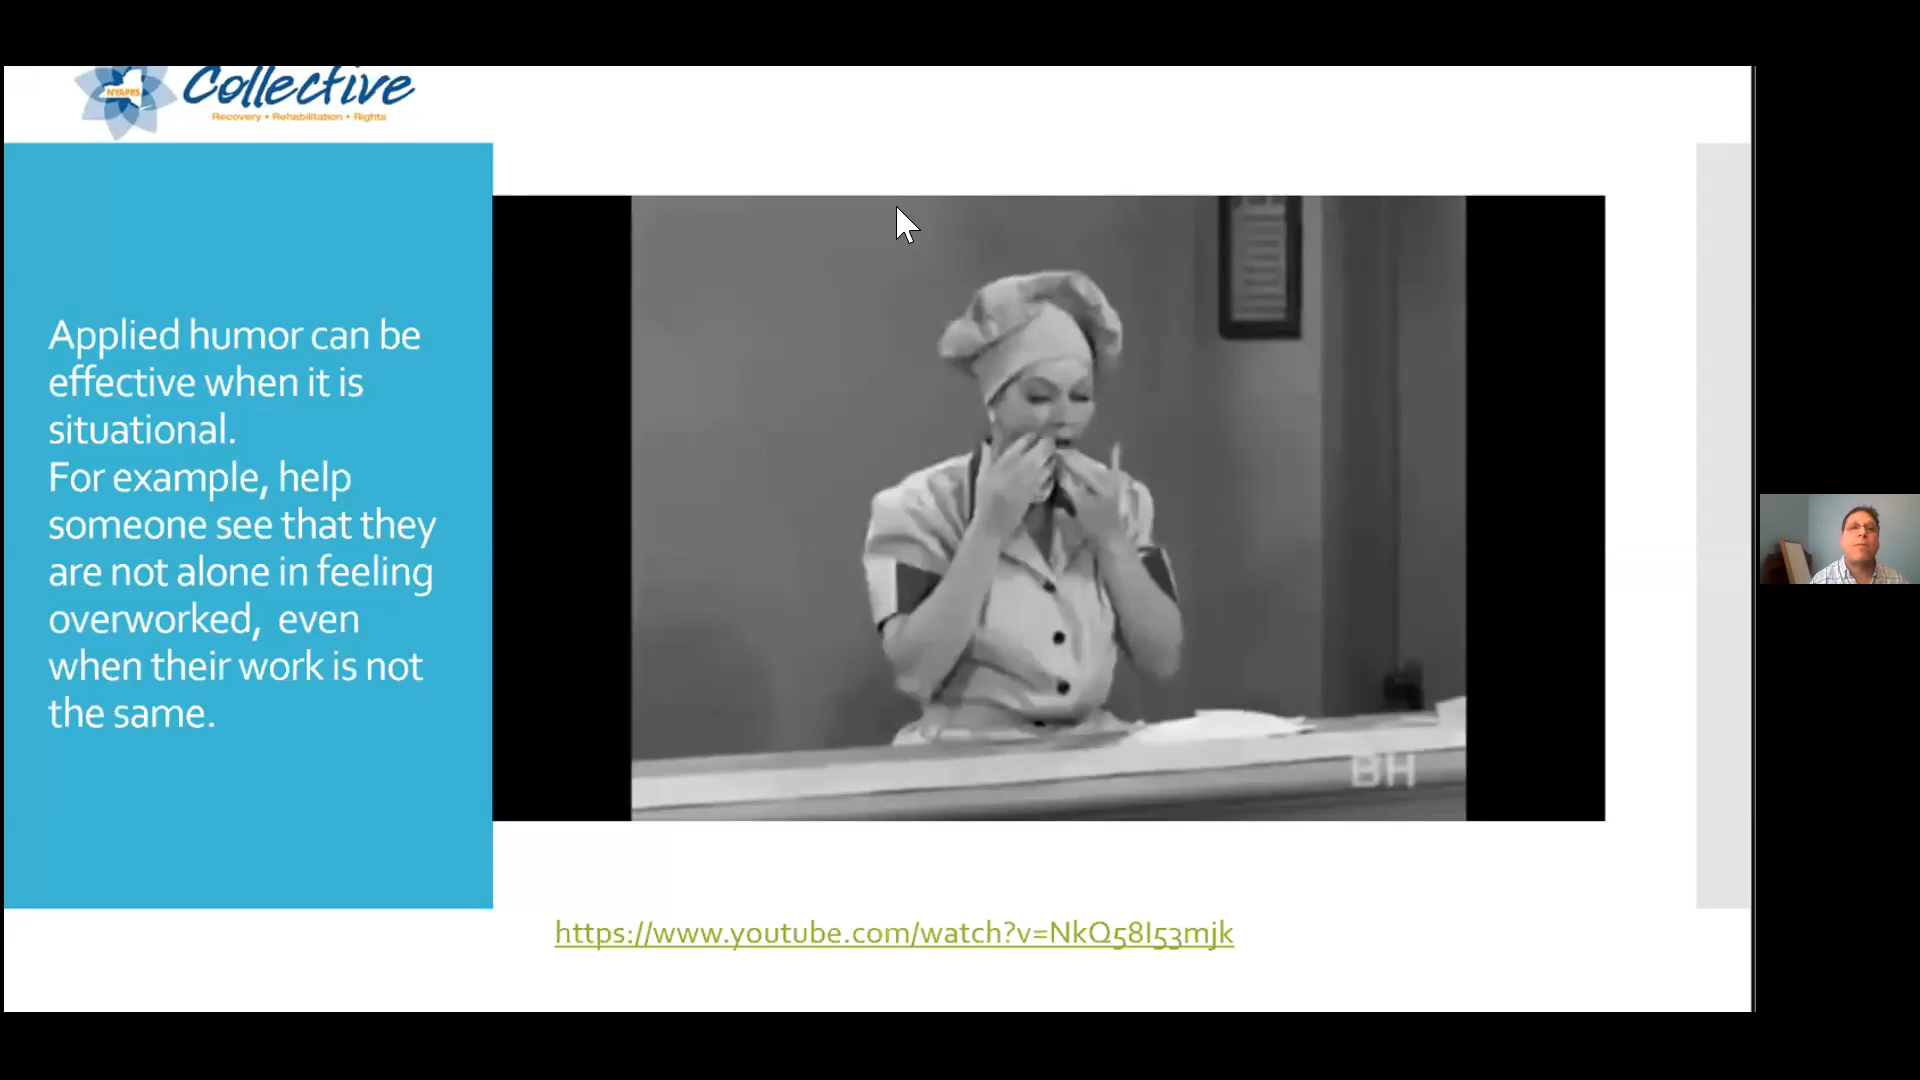 NYAPRS
Collective
Recovery • Rehabilitation • Rights
Applied humor can be
effective when it is
situational.
For example, help
someone see that they
are not alone in feeling
overworked,  even
when their work is not
the same.
BH
https://www.youtube.com/watch?v=NkQ58I53mjk